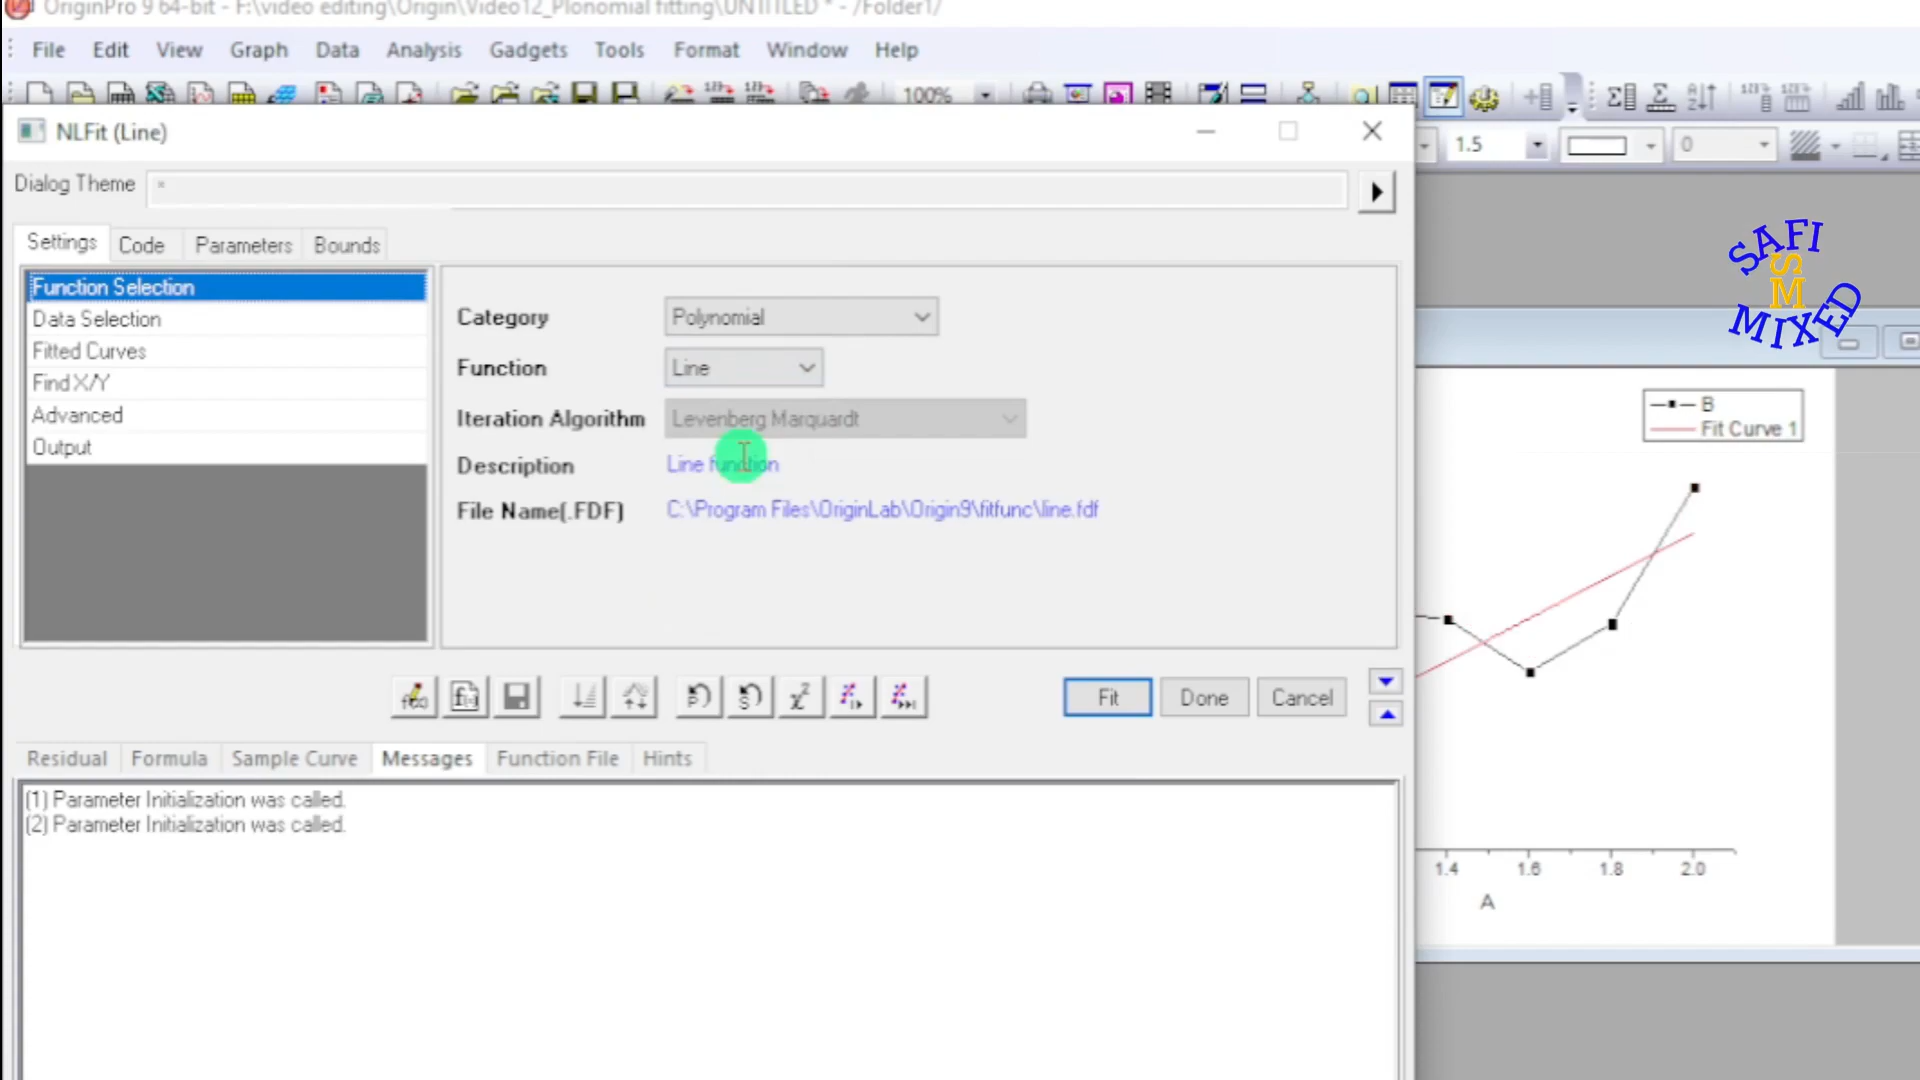 OriginPro 9 64-bit - F:\video editing\Origin\Video12_Plonomial fitting\UNTITLED * - /Folder1/
File Edit View Graph Data Analysis Gadgets Tools Format Window Help
100%
NLFit (Line)
1.5 0
Dialog Theme *
Settings Code Parameters Bounds
SAFI
SM
MIXED
Function Selection
Data Selection
Fitted Curves
Find X/Y
Advanced
Output
Category Polynomial
Function Line
Iteration Algorithm Levenberg Marquardt
Description Line function
File Name(.FDF) C:\Program Files\OriginLab\Origin9\fitfunc\line.fdf
B
Fit Curve 1
Fit Done Cancel
Residual Formula Sample Curve Messages Function File Hints
(1) Parameter Initialization was called.
(2) Parameter Initialization was called.
1.4 1.6 1.8 2.0
A